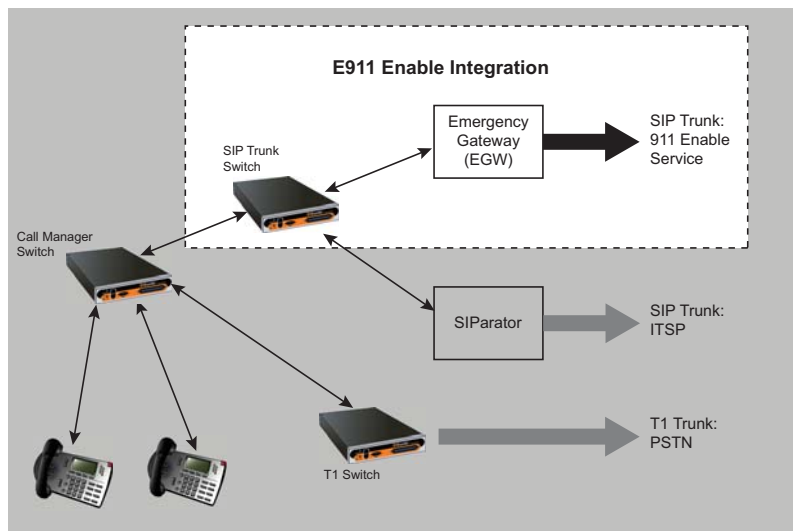 E911 Enable Integration
Emergency
Gateway
(EGW)
SIP Trunk:
911 Enable
Service
SIP Trunk
Switch
Call Manager
Switch
SIParator
SIP Trunk:
ITSP
T1 Trunk:
PSTN
T1 Switch